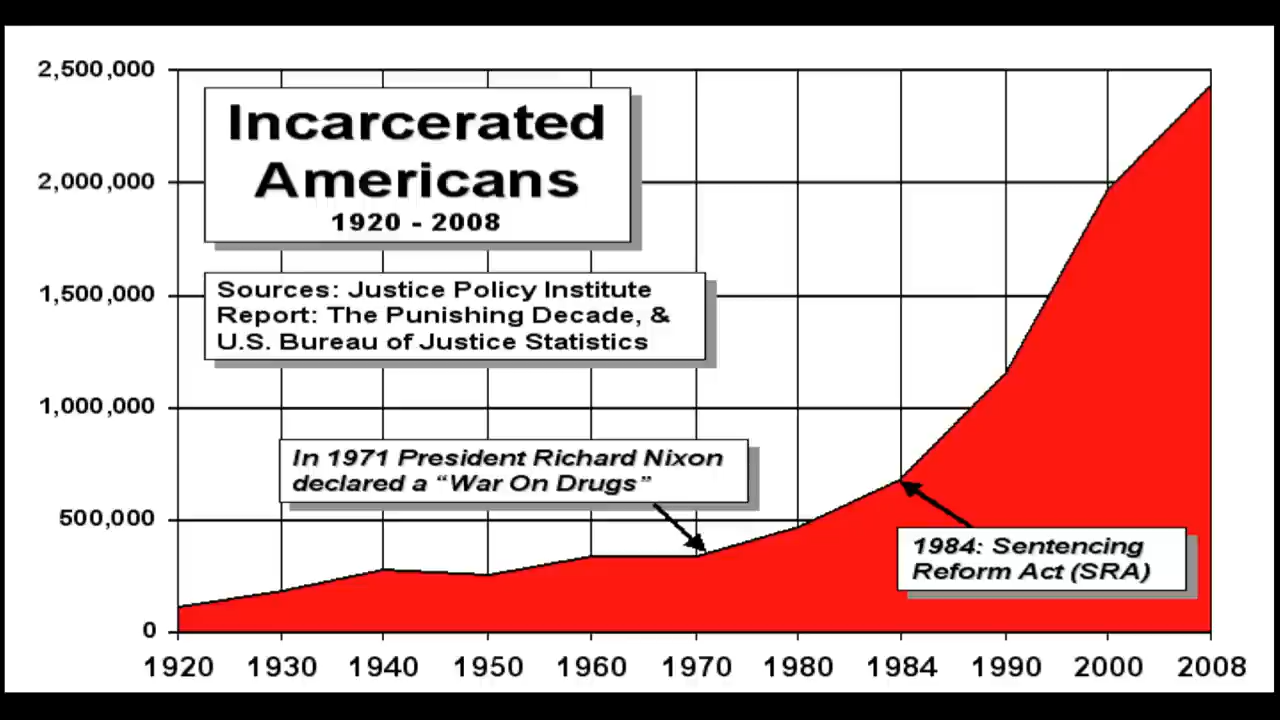 2,500,000
Incarcerated
Americans
1920 - 2008
2,000,000
Sources: Justice Policy Institute
Report: The Punishing Decade, &
U.S. Bureau of Justice Statistics
1,500,000
1,000,000
In 1971 President Richard Nixon
declared a “War On Drugs”
500,000
1984: Sentencing
Reform Act (SRA)
0
1920 1930 1940 1950 1960 1970 1980 1984 1990 2000 2008